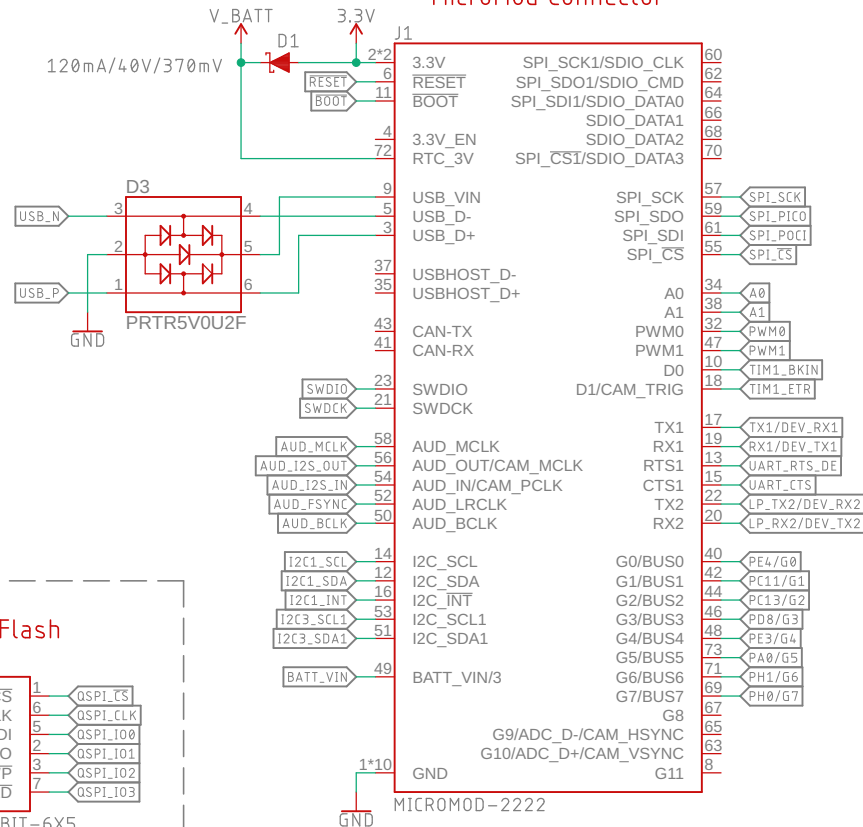 MicroMod Connector
V_BATT
3.3V
D1
120mA/40V/370mV
J1
2*2 3.3V SPI_SCK1/SDIO_CLK 60
RESET 6 RESET SPI_SDO1/SDIO_CMD 62
BOOT 11 BOOT SPI_SDI1/SDIO_DATA0 64
SDIO_DATA1 66
4 3.3V_EN SDIO_DATA2 68
72 RTC_3V SPI_CS1/SDIO_DATA3 70
D3
9 USB_VIN SPI_SCK 57 SPI_SCK
USB_N 3 4 5 USB_D- SPI_SDO 59 SPI_PICO
3 USB_D+ SPI_SDI 61 SPI_POCI
2 5 SPI_CS 55 SPI_CS
37 USBHOST_D-
USB_P 1 6 35 USBHOST_D+ A0 34 A0
A1 38 A1
PRTR5V0U2F
GND
43 CAN-TX PWM0 32 PWM0
41 CAN-RX PWM1 47 PWM1
D0 10 TIM1_BKIN
SWDIO 23 SWDIO D1/CAM_TRIG 18 TIM1_ETR
SWDCK 21 SWDCK
TX1 17 TX1/DEV_RX1
AUD_MCLK 58 AUD_MCLK RX1 19 RX1/DEV_TX1
AUD_I2S_OUT 56 AUD_OUT/CAM_MCLK RTS1 13 UART_RTS_DE
AUD_I2S_IN 54 AUD_IN/CAM_PCLK CTS1 15 UART_CTS
AUD_FSYNC 52 AUD_LRCLK TX2 22 LP_TX2/DEV_RX2
AUD_BCLK 50 AUD_BCLK RX2 20 LP_RX2/DEV_TX2
I2C1_SCL 14 I2C_SCL G0/BUS0 40 PE4/G0
I2C1_SDA 12 I2C_SDA G1/BUS1 42 PC11/G1
I2C1_INT 16 I2C_INT G2/BUS2 44 PC13/G2
I2C3_SCL1 53 I2C_SCL1 G3/BUS3 46 PD8/G3
I2C3_SDA1 51 I2C_SDA1 G4/BUS4 48 PE3/G4
G5/BUS5 73 PA0/G5
BATT_VIN 49 BATT_VIN/3 G6/BUS6 71 PH1/G6
G7/BUS7 69 PH0/G7
G8 67
G9/ADC_D-/CAM_HSYNC 65
G10/ADC_D+/CAM_VSYNC 63
1*10 GND G11 8
MICROMOD-2222
GND
Flash
CS 1 QSPI_CS
LK 6 QSPI_CLK
DI 5 QSPI_IO0
O 2 QSPI_IO1
P 3 QSPI_IO2
D 7 QSPI_IO3
BIT-6X5